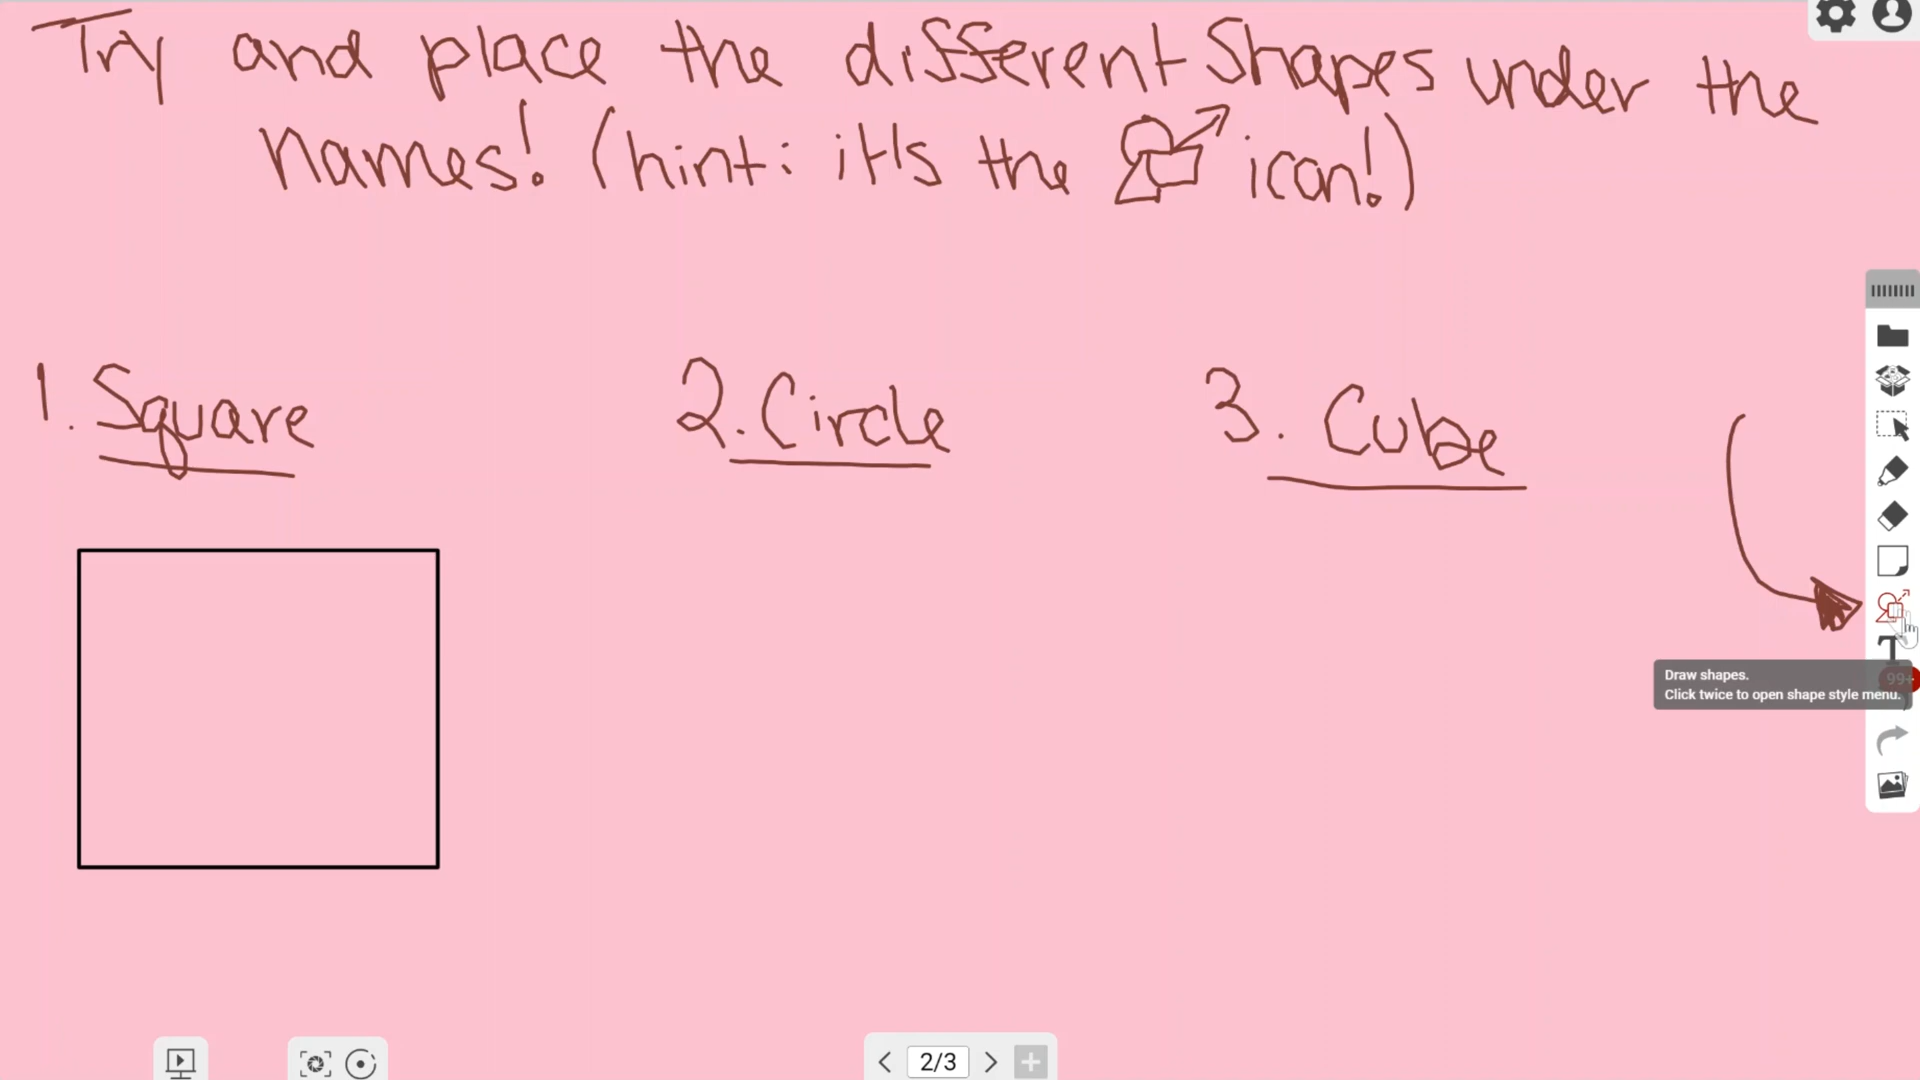 Try and place the different Shapes under the
names! (hint: it's the icon!)
1. Square
2. Circle
3. Cube
T
Draw shapes.
Click twice to open shape style menu.
99+
2/3